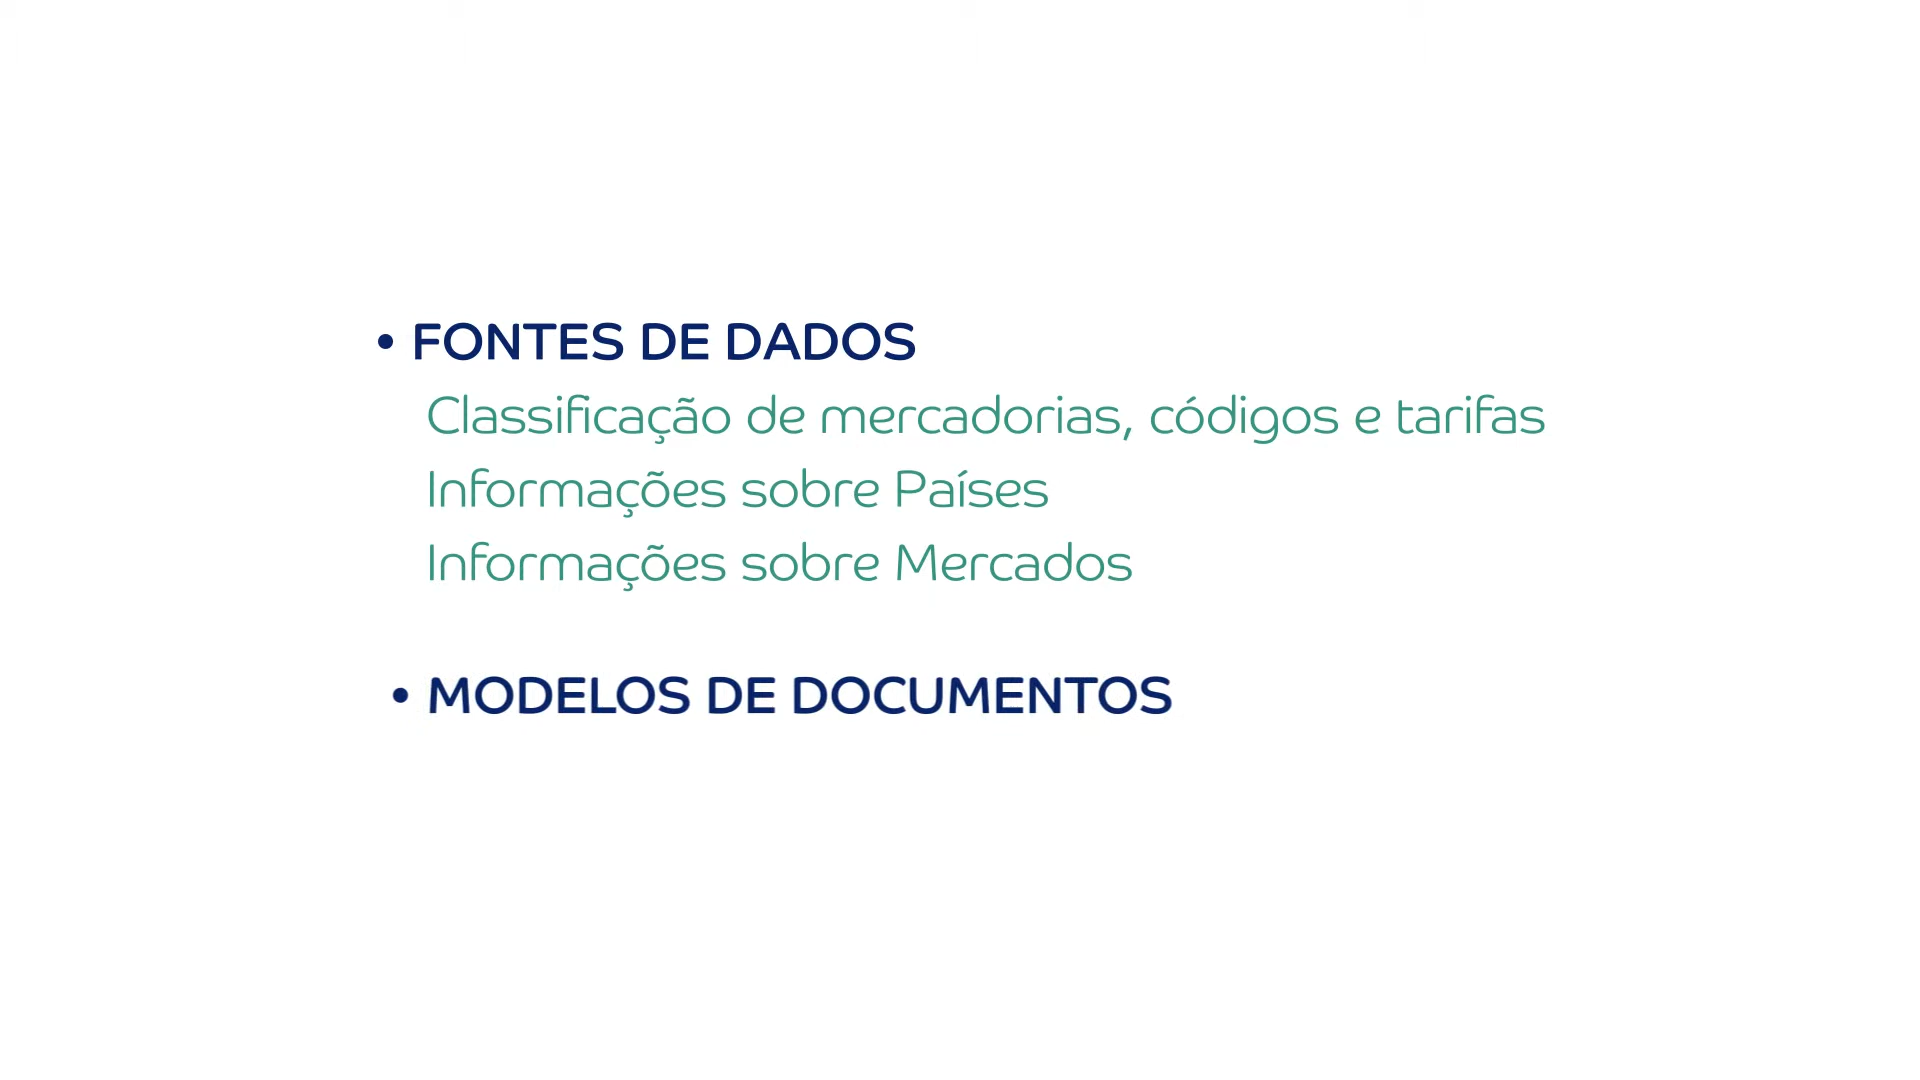 • FONTES DE DADOS
Classificação de mercadorias, códigos e tarifas
Informações sobre Países
Informações sobre Mercados
• MODELOS DE DOCUMENTOS